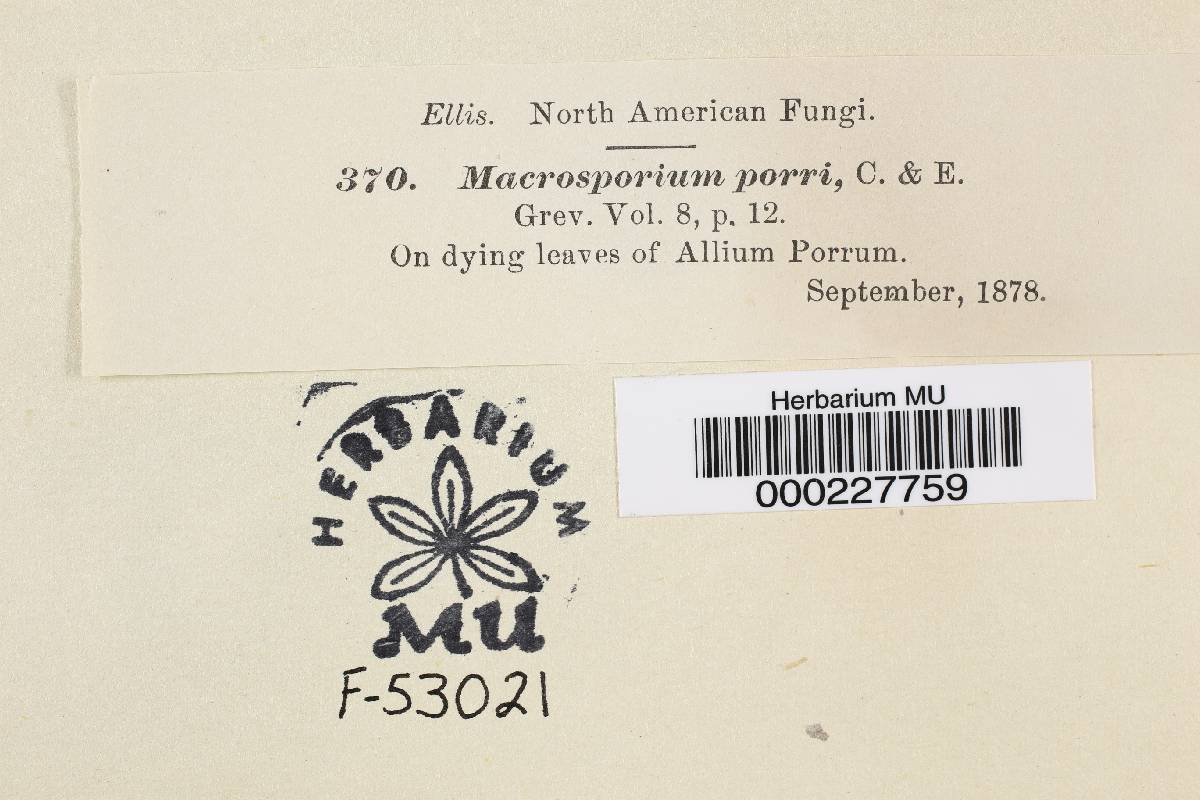 Ellis. North American Fungi.
370. Macrosporium porri, C. & E.
Grev. Vol. 8, p. 12.
On dying leaves of Allium Porrum.
September, 1878.
Herbarium MU
000227759
HERBARIUM
MU
F-53021